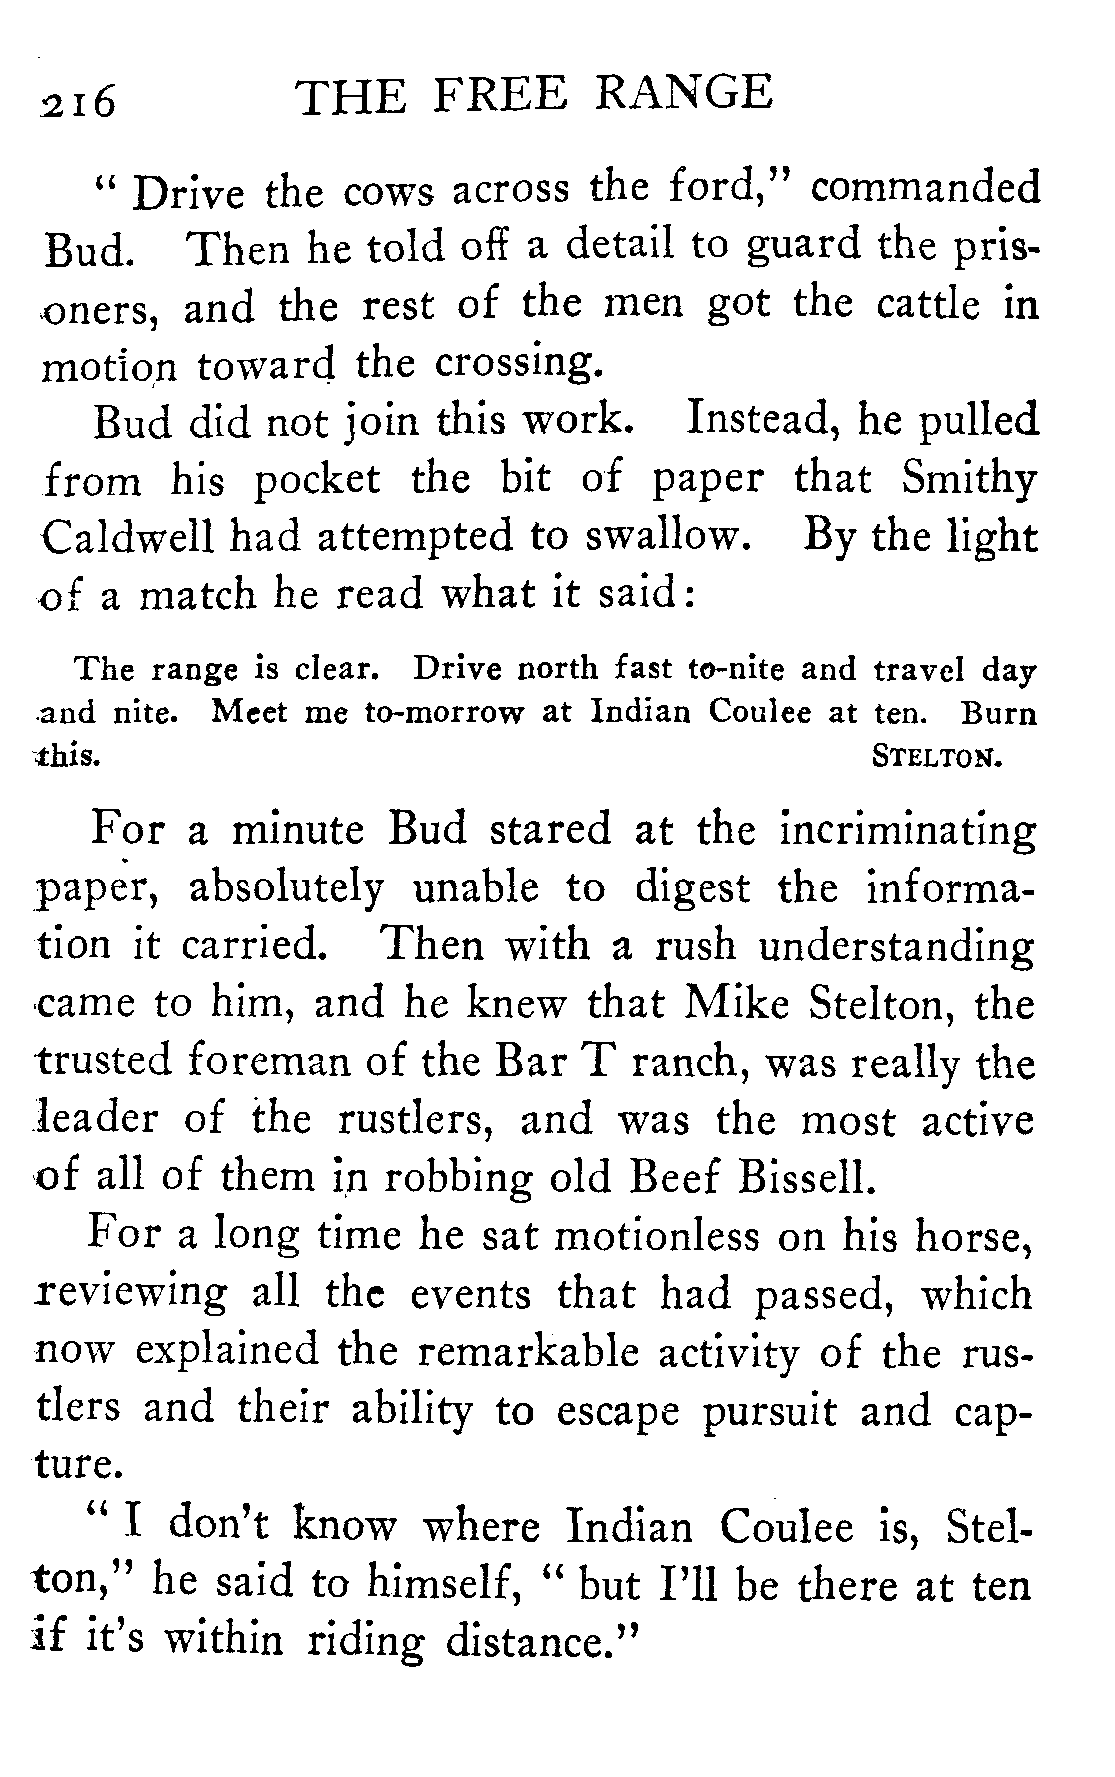 216 THE FREE RANGE
" Drive the cows across the ford," commanded
Bud. Then he told off a detail to guard the pris-
oners, and the rest of the men got the cattle in
motion toward the crossing.
Bud did not join this work. Instead, he pulled
from his pocket the bit of paper that Smithy
Caldwell had attempted to swallow. By the light
of a match he read what it said:
The range is clear. Drive north fast to-nite and travel day
and nite. Meet me to-morrow at Indian Coulee at ten. Burn
this. STELTON.
For a minute Bud stared at the incriminating
paper, absolutely unable to digest the informa-
tion it carried. Then with a rush understanding
came to him, and he knew that Mike Stelton, the
trusted foreman of the Bar T ranch, was really the
leader of the rustlers, and was the most active
of all of them in robbing old Beef Bissell.
For a long time he sat motionless on his horse,
reviewing all the events that had passed, which
now explained the remarkable activity of the rus-
tlers and their ability to escape pursuit and cap-
ture.
" I don't know where Indian Coulee is, Stel-
ton," he said to himself, " but I'll be there at ten
if it's within riding distance."